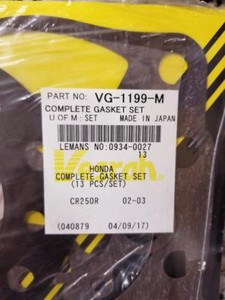 PART NO: VG-1199-M
COMPLETE GASKET SET
U OF M: SET MADE IN JAPAN
LEMANS NO:0934-0027
13
Vesrah
HONDA
COMPLETE GASKET SET
(13 PCS/SET)
CR250R 02-03
(040879 04/09/17)